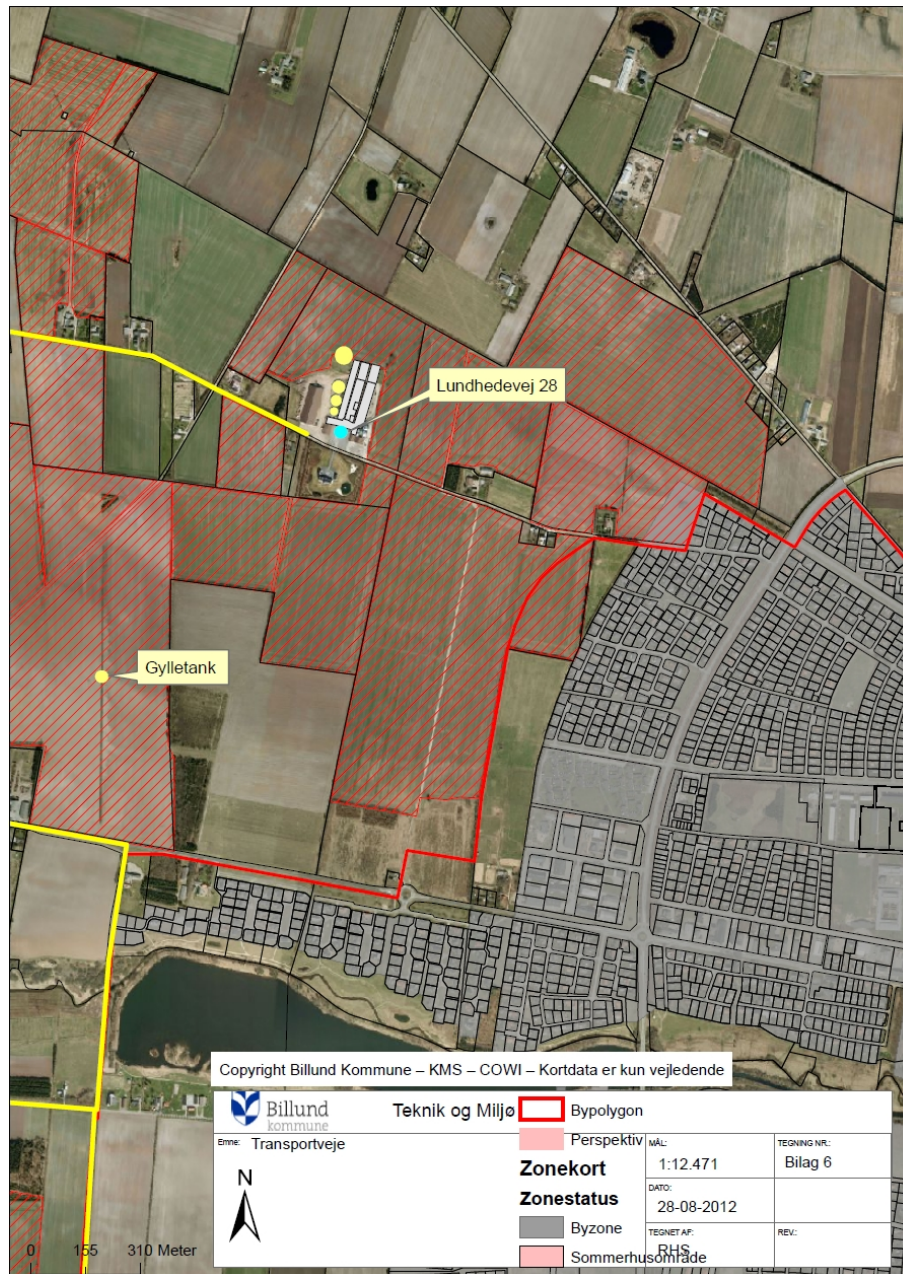 Lundhedevej 28
Gylletank
Copyright Billund Kommune – KMS – COWI – Kortdata er kun vejledende
Billund
kommune
Teknik og Miljø
Emne: Transportveje
N
0 155 310 Meter
Bypolygon
Perspektiv
Zonekort
Zonestatus
Byzone
Sommerhusområde
MÅL:
1:12.471
TEGNING NR.:
Bilag 6
DATO:
28-08-2012
TEGNET AF:
RHS
REV.: